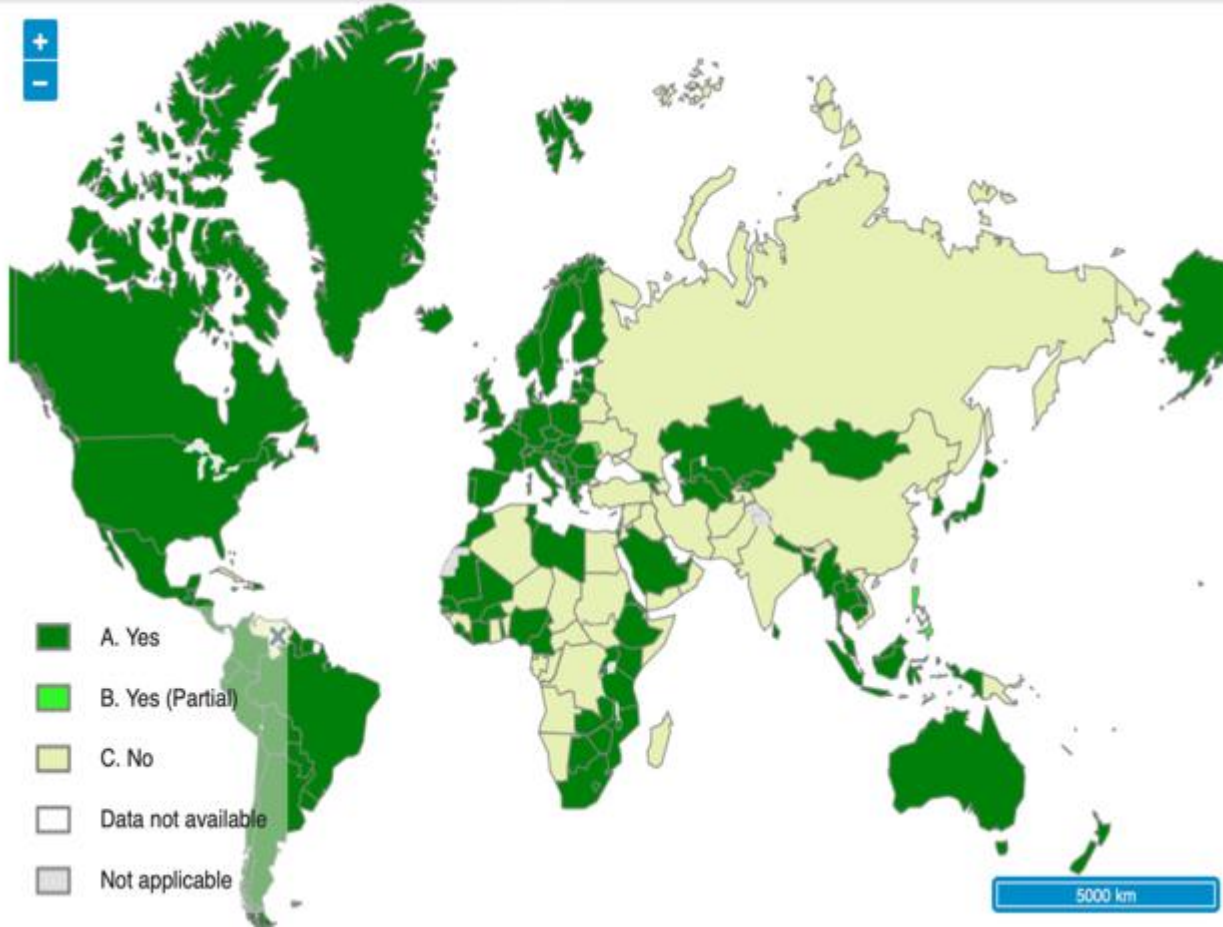 +
−
A. Yes
B. Yes (Partial)
C. No
Data not available
Not applicable
5000 km